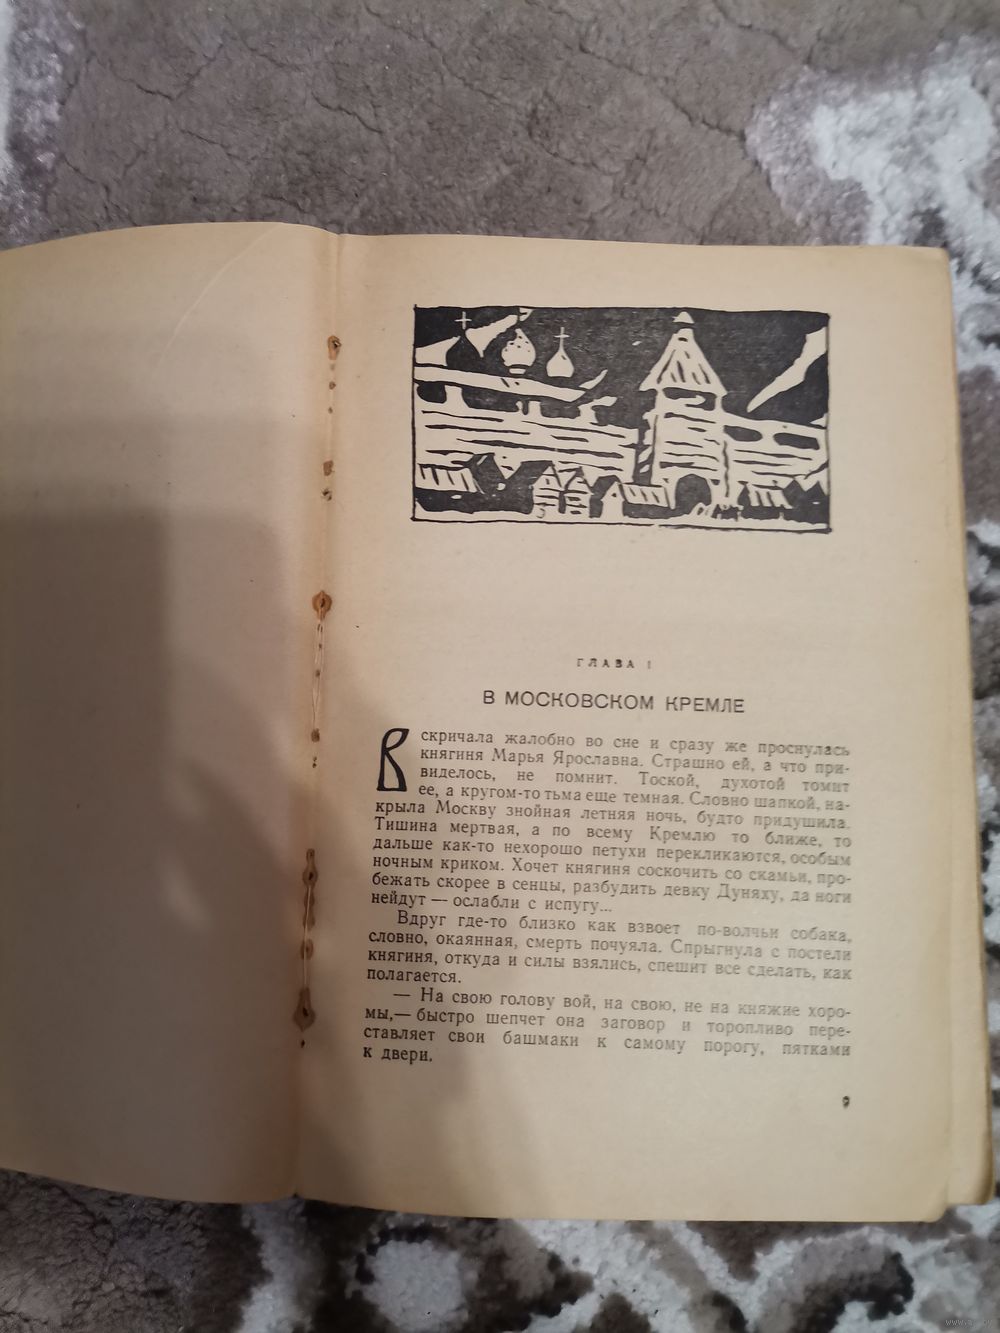 ГЛАВА I
В МОСКОВСКОМ КРЕМЛЕ
Вскричала жалобно во сне и сразу же проснулась
княгиня Марья Ярославна. Страшно ей, а что при-
виделось, не помнит. Тоской, духотой томит
ее, а кругом-то тьма еще темная. Словно шапкой, на-
крыла Москву знойная летняя ночь, будто придушила.
Тишина мертвая, а по всему Кремлю то ближе, то
дальше как-то нехорошо петухи перекликаются, особым
ночным криком. Хочет княгиня соскочить со скамьи, про-
бежать скорее в сенцы, разбудить девку Дуняху, да ноги
нейдут — ослабли с испугу...
Вдруг где-то близко как взвоет по-волчьи собака,
словно, окаянная, смерть почуяла. Спрыгнула с постели
княгиня, откуда и силы взялись, спешит все сделать, как
полагается.
— На свою голову вой, на свою, не на княжие хоро-
мы,— быстро шепчет она заговор и торопливо пере-
ставляет свои башмаки к самому порогу, пятками
к двери.
9